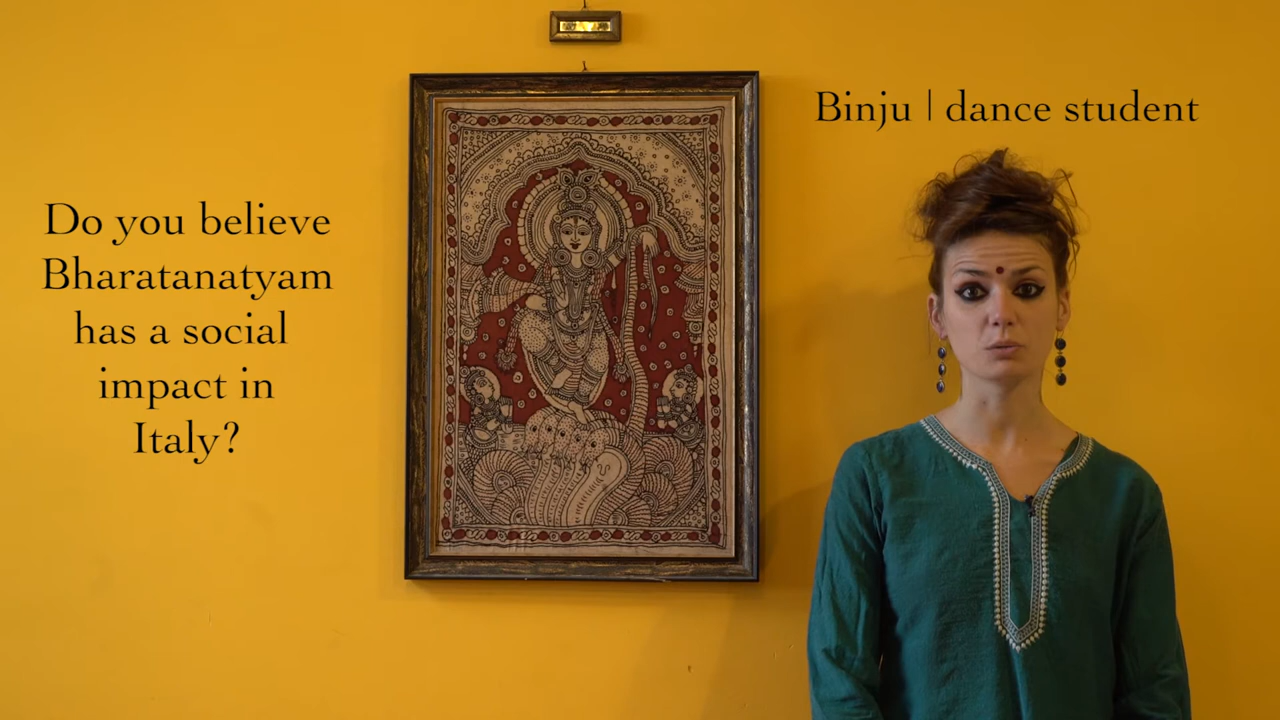 Do you believe
Bharatanatyam
has a social
impact in
Italy?
Binju | dance student